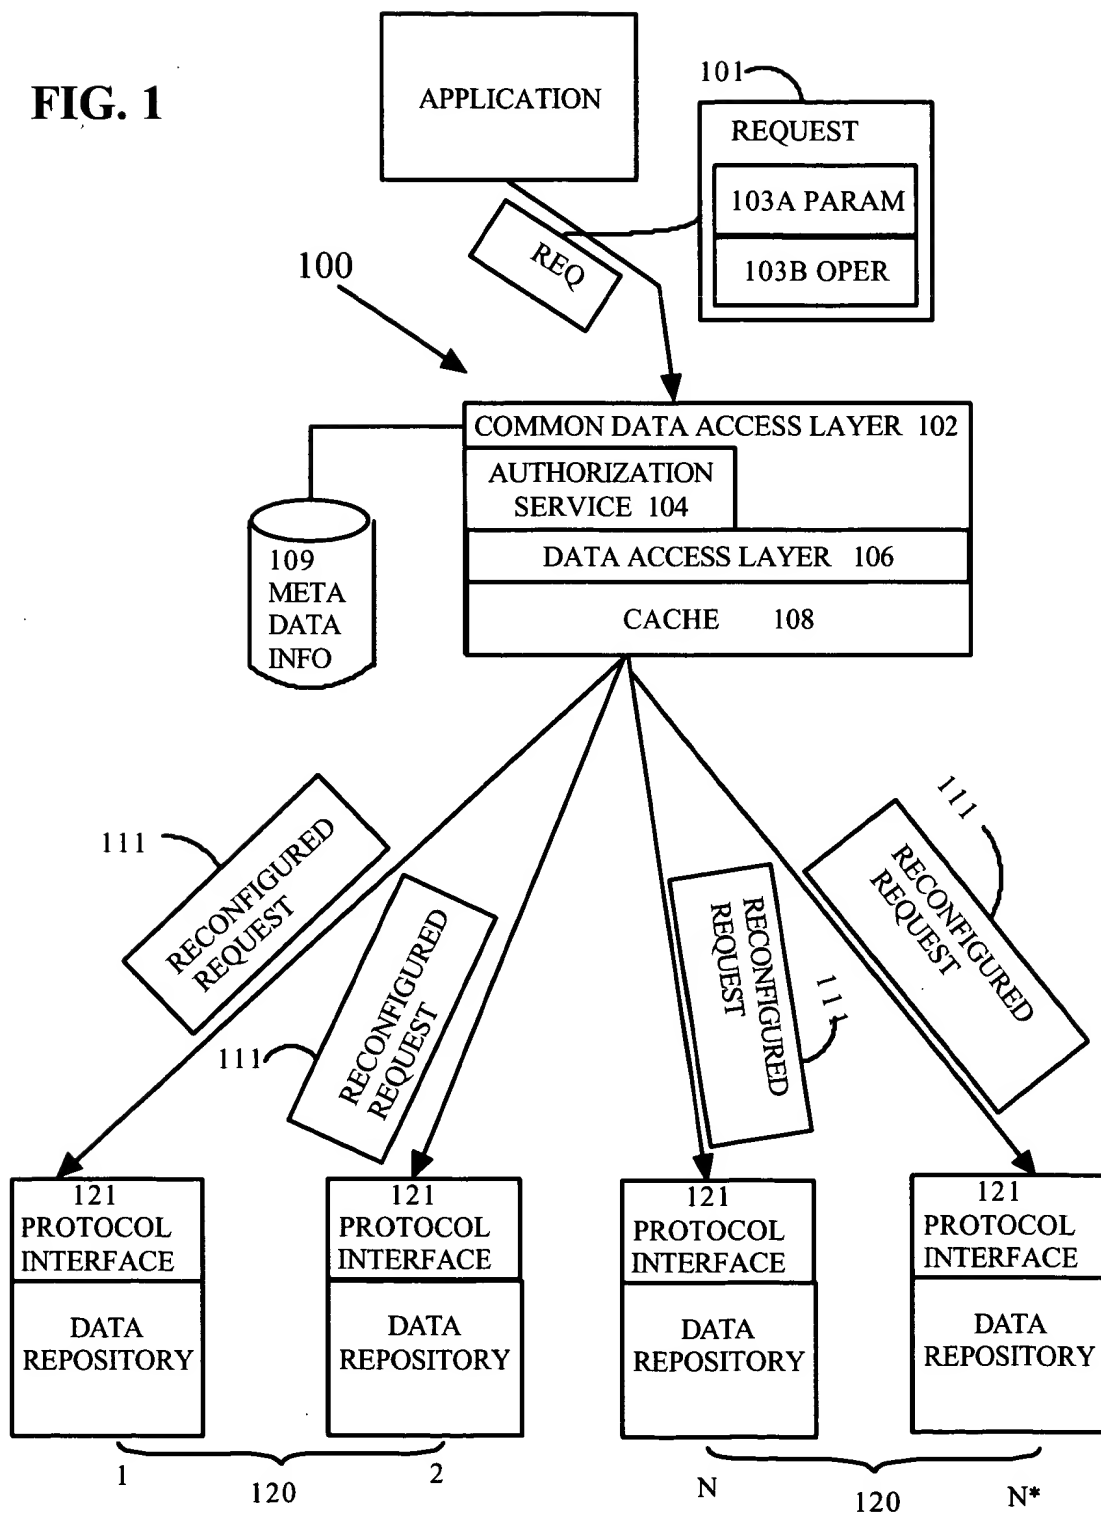 FIG. 1
APPLICATION
101
REQUEST
103A PARAM
103B OPER
REQ
100
COMMON DATA ACCESS LAYER 102
AUTHORIZATION
SERVICE 104
DATA ACCESS LAYER 106
CACHE 108
109
META
DATA
INFO
111
RECONFIGURED
REQUEST
111
RECONFIGURED
REQUEST
111
RECONFIGURED
REQUEST
111
RECONFIGURED
REQUEST
121
PROTOCOL
INTERFACE
DATA
REPOSITORY
121
PROTOCOL
INTERFACE
DATA
REPOSITORY
121
PROTOCOL
INTERFACE
DATA
REPOSITORY
121
PROTOCOL
INTERFACE
DATA
REPOSITORY
1
120
2
N
120
N*